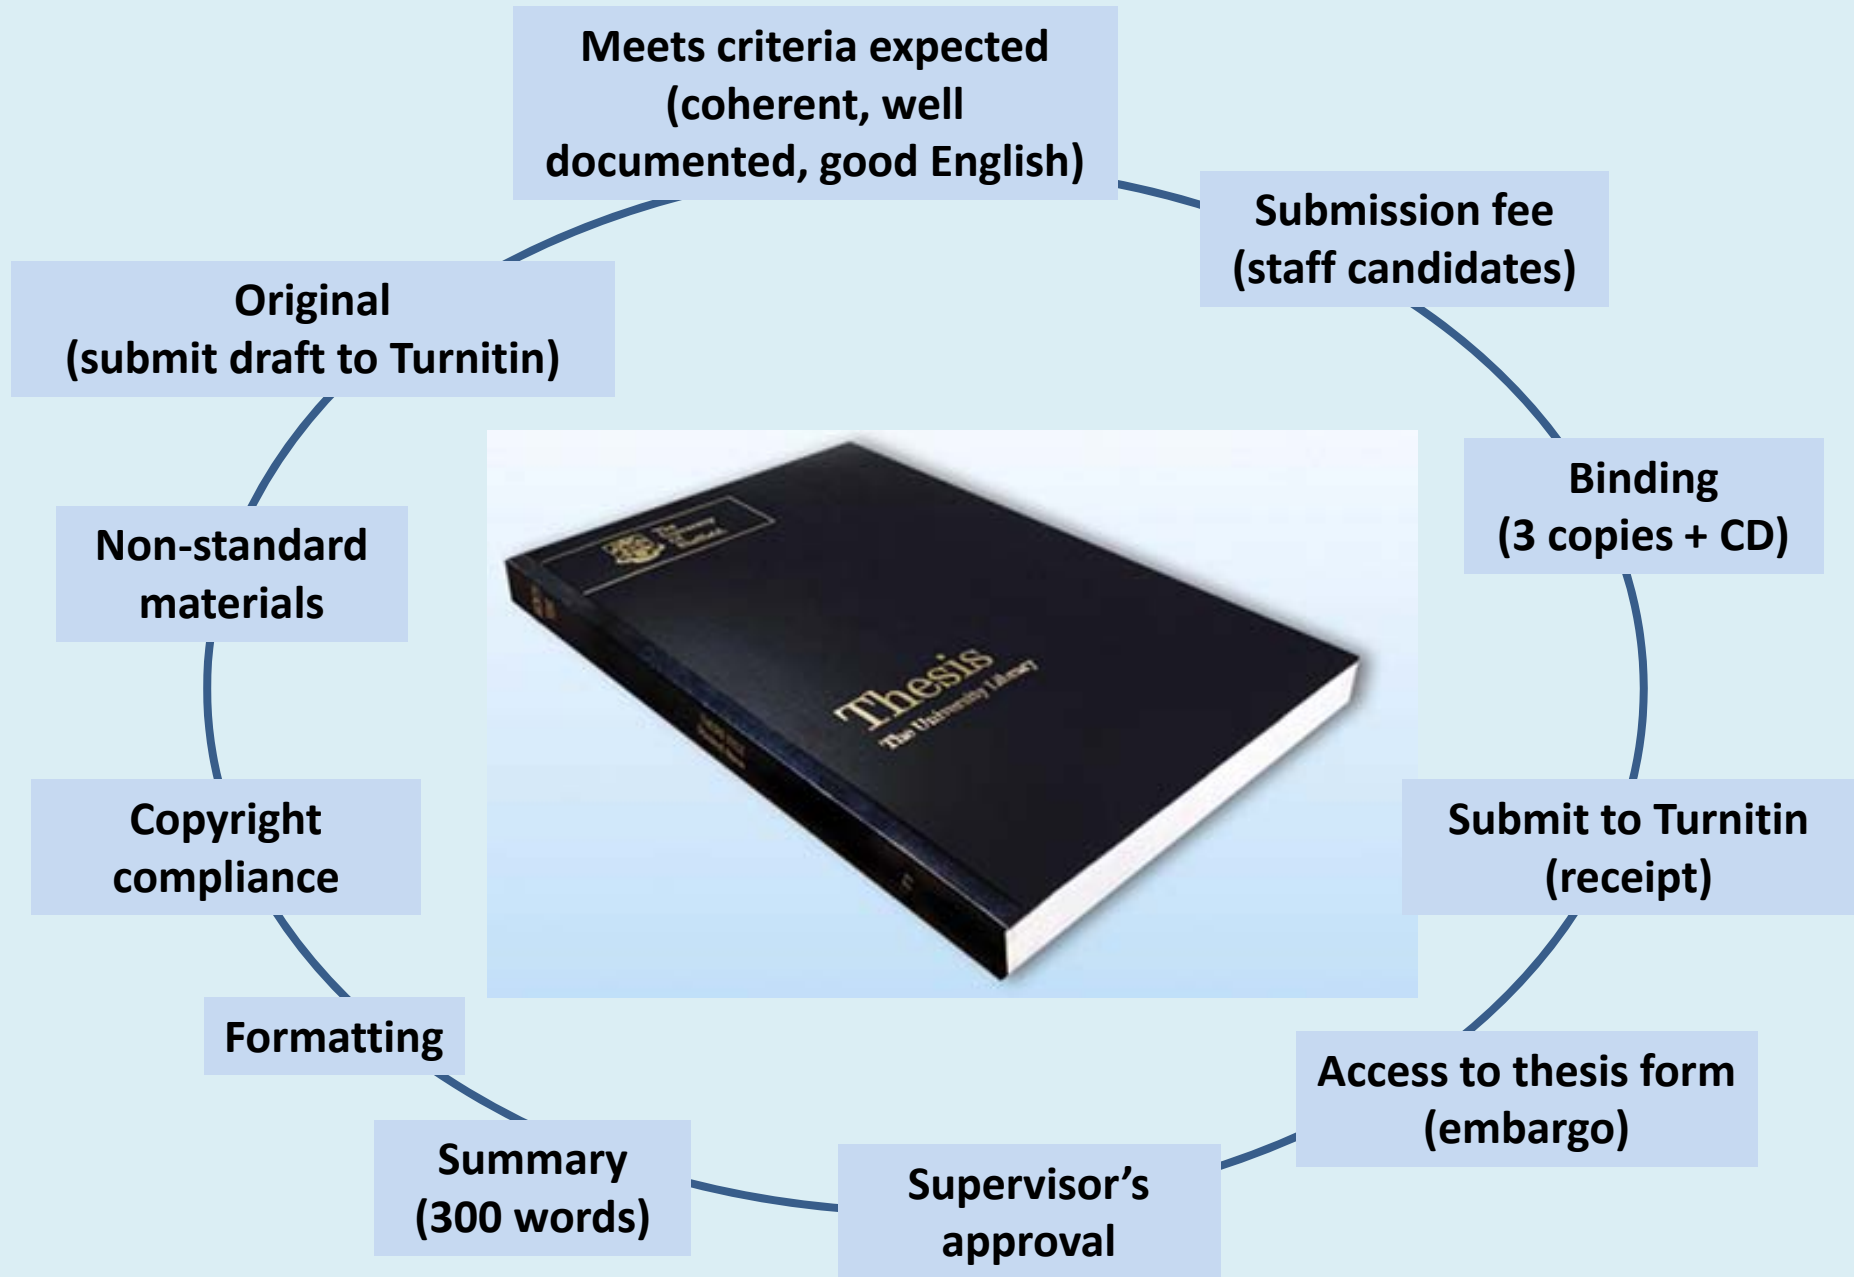 Meets criteria expected
(coherent, well
documented, good English)
Submission fee
(staff candidates)
Original
(submit draft to Turnitin)
Binding
(3 copies + CD)
Non-standard
materials
Thesis
The University Library
Copyright
compliance
Submit to Turnitin
(receipt)
Formatting
Access to thesis form
(embargo)
Summary
(300 words)
Supervisor’s
approval